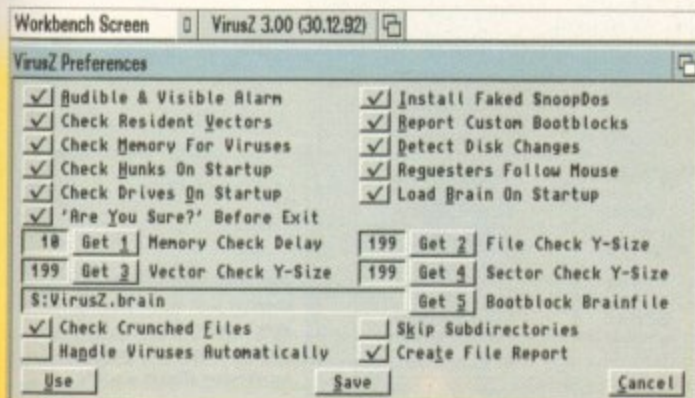 Workbench Screen VirusZ 3.00 (30.12.92)
VirusZ Preferences
Audible & Visible Alarm Install Faked SnoopDos
Check Resident Vectors Report Custom Bootblocks
Check Memory For Viruses Detect Disk Changes
Check Hunks On Startup Requesters Follow Mouse
Check Drives On Startup Load Brain On Startup
'Are You Sure?' Before Exit
10 Get 1 Memory Check Delay 199 Get 2 File Check Y-Size
199 Get 3 Vector Check Y-Size 199 Get 4 Sector Check Y-Size
S:VirusZ.brain Get 5 Bootblock Brainfile
Check Crunched Files Skip Subdirectories
Handle Viruses Automatically Create File Report
Use Save Cancel